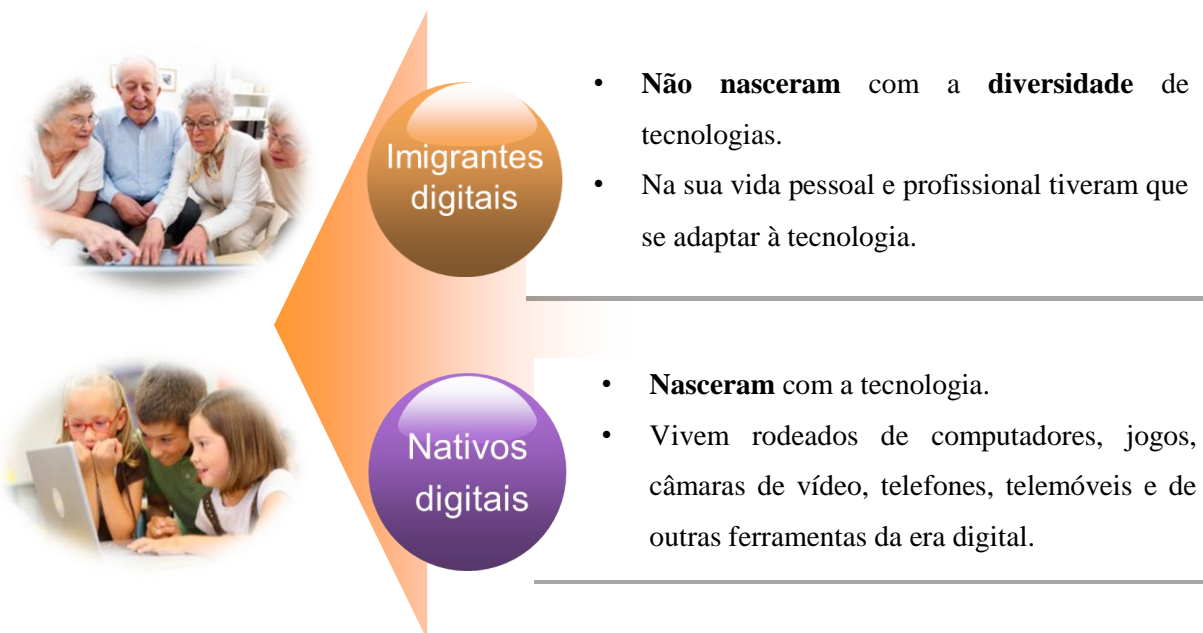 Imigrantes
digitais
• Não nasceram com a diversidade de
tecnologias.
• Na sua vida pessoal e profissional tiveram que
se adaptar à tecnologia.
Nativos
digitais
• Nasceram com a tecnologia.
• Vivem rodeados de computadores, jogos,
câmaras de vídeo, telefones, telemóveis e de
outras ferramentas da era digital.